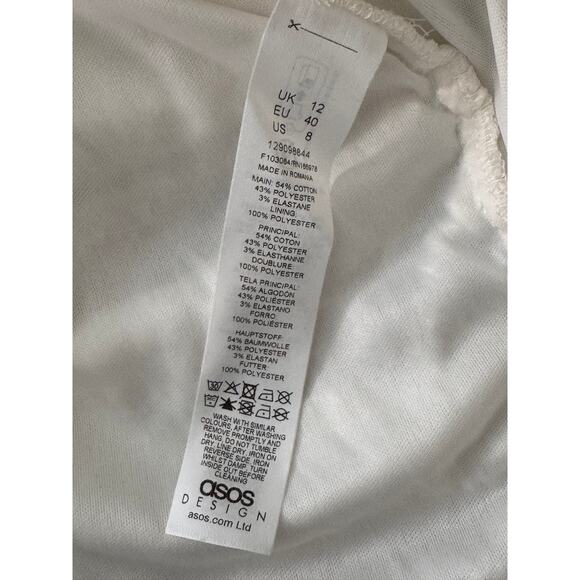 UK 12
EU 40
US 8
129098844
F103084/RN166978
MADE IN ROMANIA
MAIN: 54% COTTON
43% POLYESTER
3% ELASTANE
LINING:
100% POLYESTER
PRINCIPAL:
54% COTON
43% POLYESTER
3% ELASTHANNE
DOUBLURE:
100% POLYESTER
TELA PRINCIPAL:
54% ALGODÓN
43% POLIÉSTER
3% ELASTANO
FORRO:
100% POLIÉSTER
HAUPTSTOFF:
54% BAUMWOLLE
43% POLYESTER
3% ELASTAN
FUTTER:
100% POLYESTER
WASH WITH SIMILAR
COLOURS, AFTER WASHING
REMOVE PROMPTLY AND
HANG. DO NOT TUMBLE
DRY. LINE DRY. IRON ON
REVERSE SIDE. IRON
WHILST DAMP. TURN
INSIDE OUT BEFORE
CLEANING
asos
DESIGN
asos.com Ltd